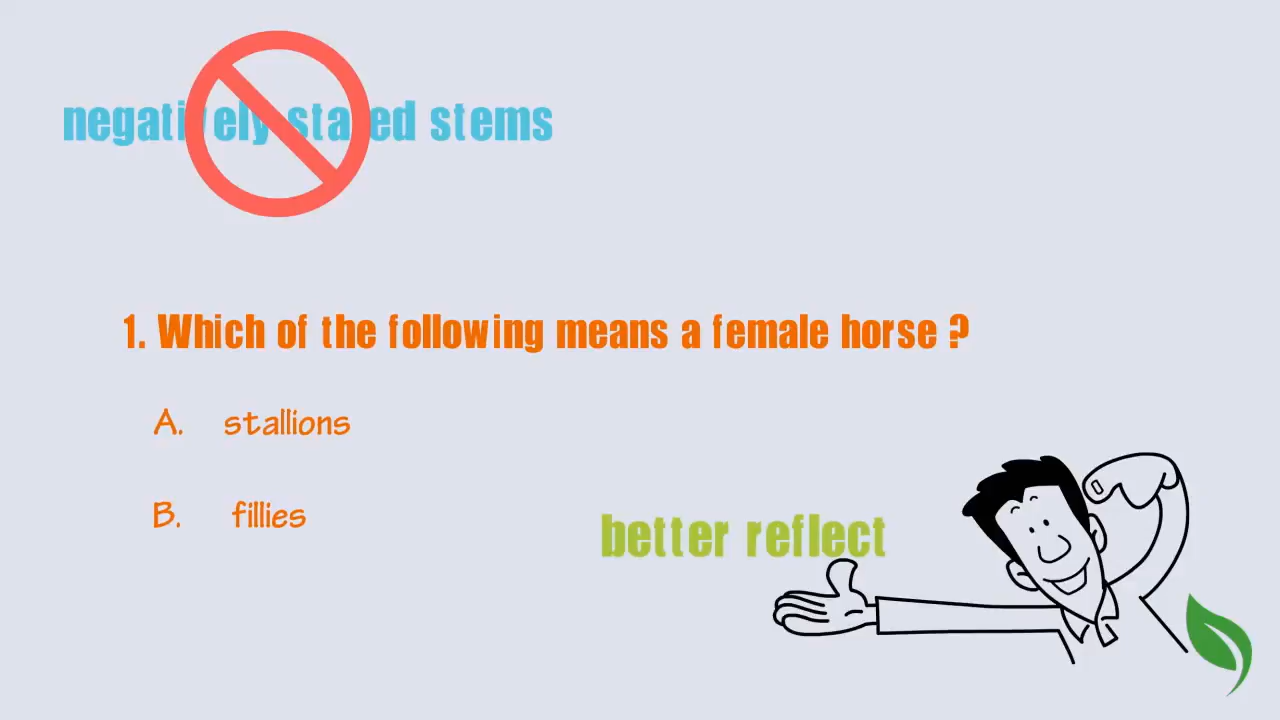 negatively stated stems
1. Which of the following means a female horse ?
A. stallions
B. fillies
better reflect